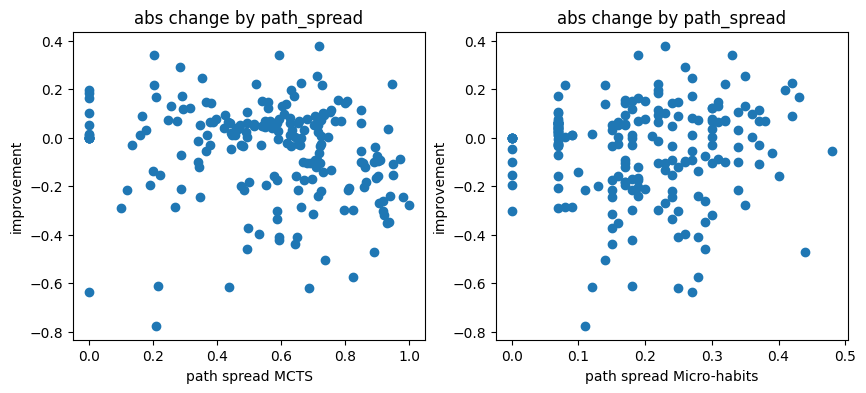 abs change by path_spread
improvement
0.4
0.2
0.0
−0.2
−0.4
−0.6
−0.8
0.0 0.2 0.4 0.6 0.8 1.0
path spread MCTS
abs change by path_spread
improvement
0.4
0.2
0.0
−0.2
−0.4
−0.6
−0.8
0.0 0.1 0.2 0.3 0.4 0.5
path spread Micro-habits